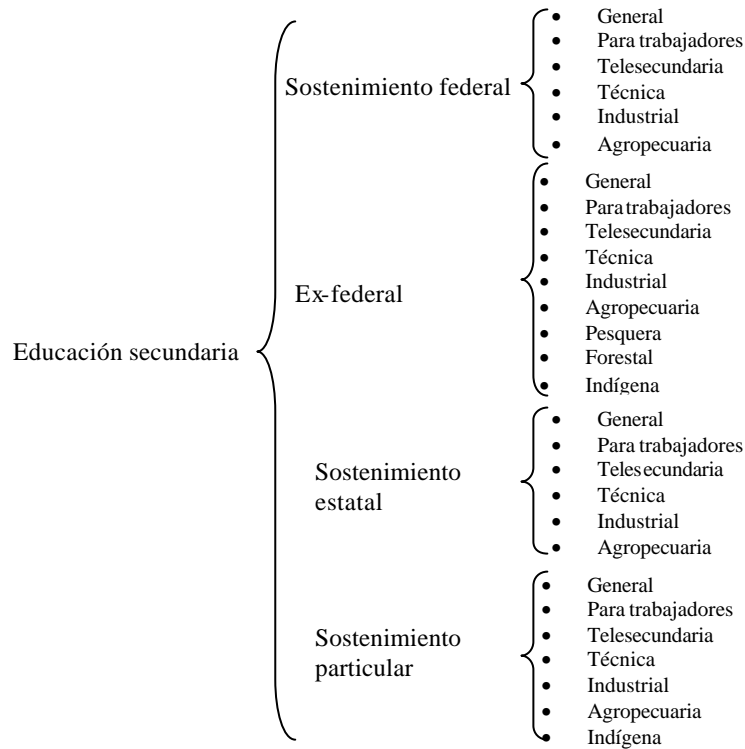 Educación secundaria
Sostenimiento federal
• General
• Para trabajadores
• Telesecundaria
• Técnica
• Industrial
• Agropecuaria
Ex-federal
• General
• Para trabajadores
• Telesecundaria
• Técnica
• Industrial
• Agropecuaria
• Pesquera
• Forestal
• Indígena
Sostenimiento
estatal
• General
• Para trabajadores
• Telesecundaria
• Técnica
• Industrial
• Agropecuaria
Sostenimiento
particular
• General
• Para trabajadores
• Telesecundaria
• Técnica
• Industrial
• Agropecuaria
• Indígena